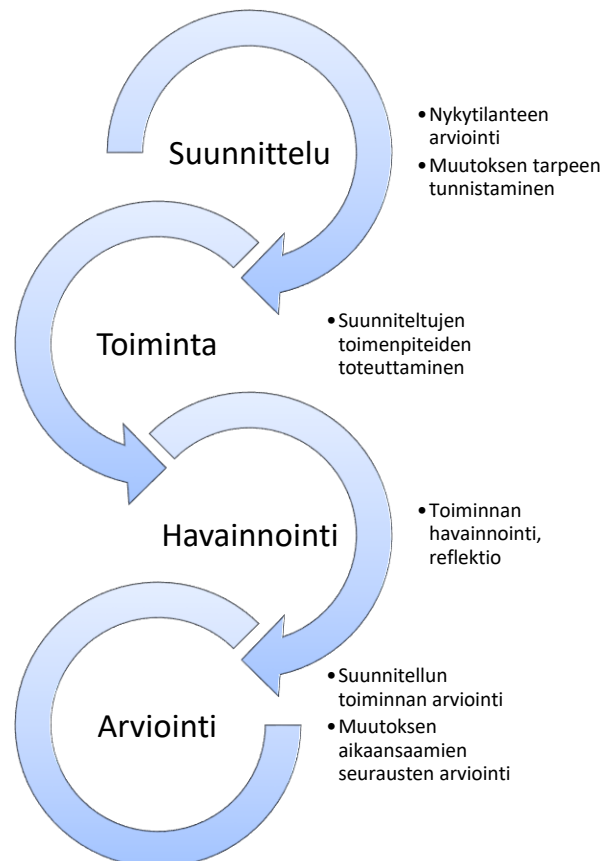 Suunnittelu
•Nykytilanteen
arviointi
•Muutoksen tarpeen
tunnistaminen
Toiminta
•Suunniteltujen
toimenpiteiden
toteuttaminen
Havainnointi
•Toiminnan
havainnointi,
reflektio
Arviointi
•Suunnitellun
toiminnan arviointi
•Muutoksen
aikaansaamien
seurausten arviointi